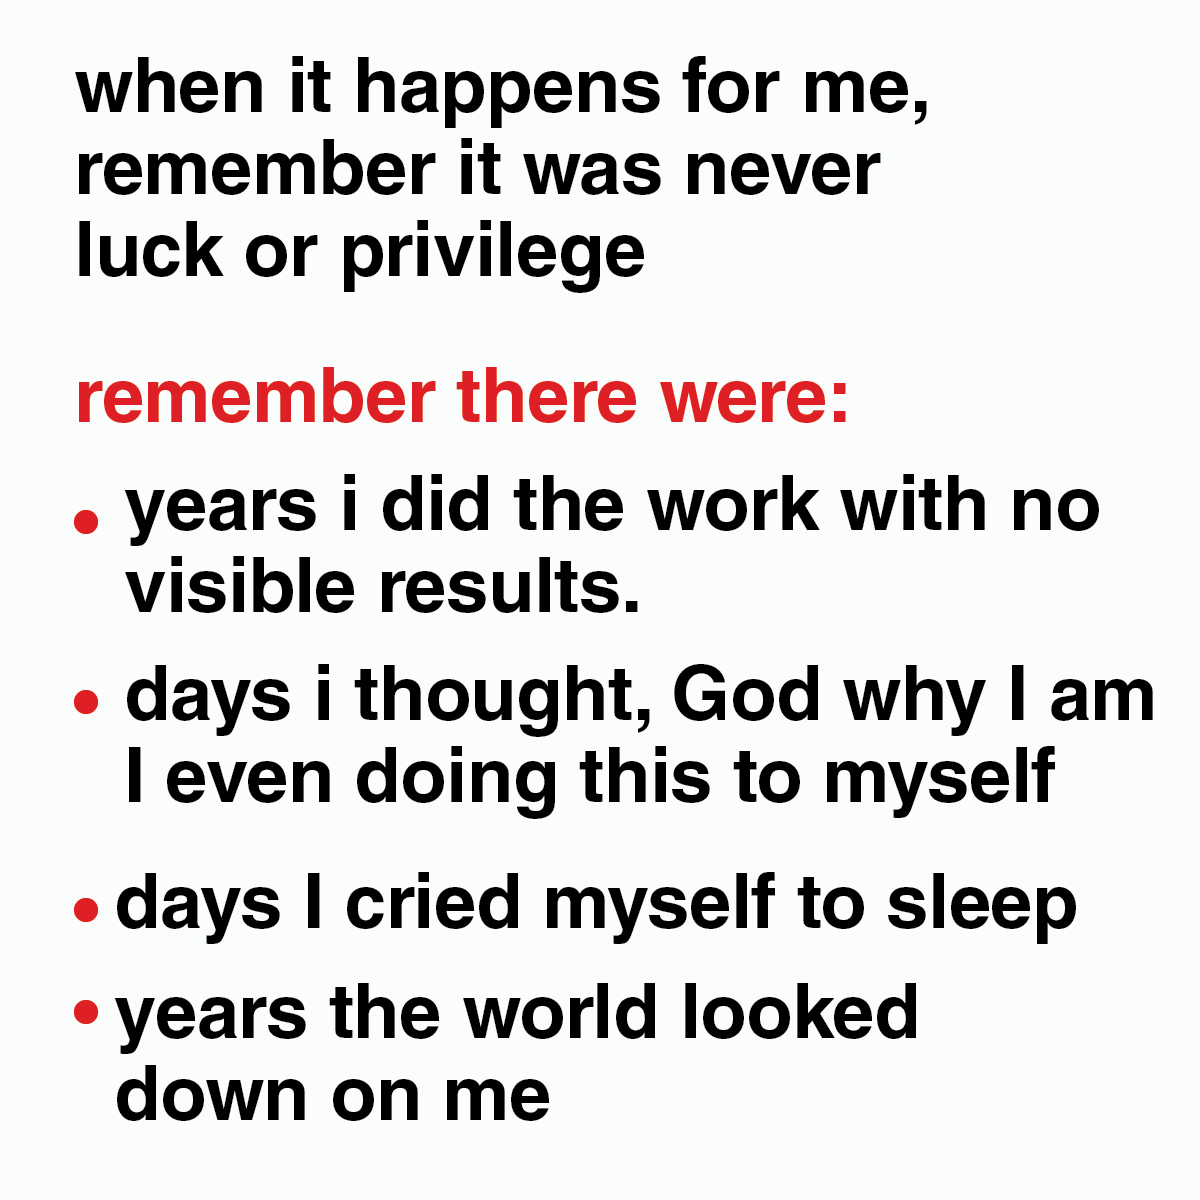 when it happens for me,
remember it was never
luck or privilege
remember there were:
• years i did the work with no
visible results.
• days i thought, God why I am
I even doing this to myself
• days I cried myself to sleep
• years the world looked
down on me